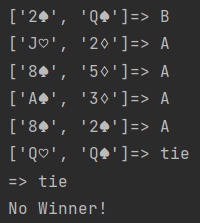 ['2♠', 'Q♠']=> B
['J♡', '2♢']=> A
['8♠', '5♢']=> A
['A♠', '3♢']=> A
['8♠', '2♠']=> A
['Q♡', 'Q♠']=> tie
=> tie
No Winner!